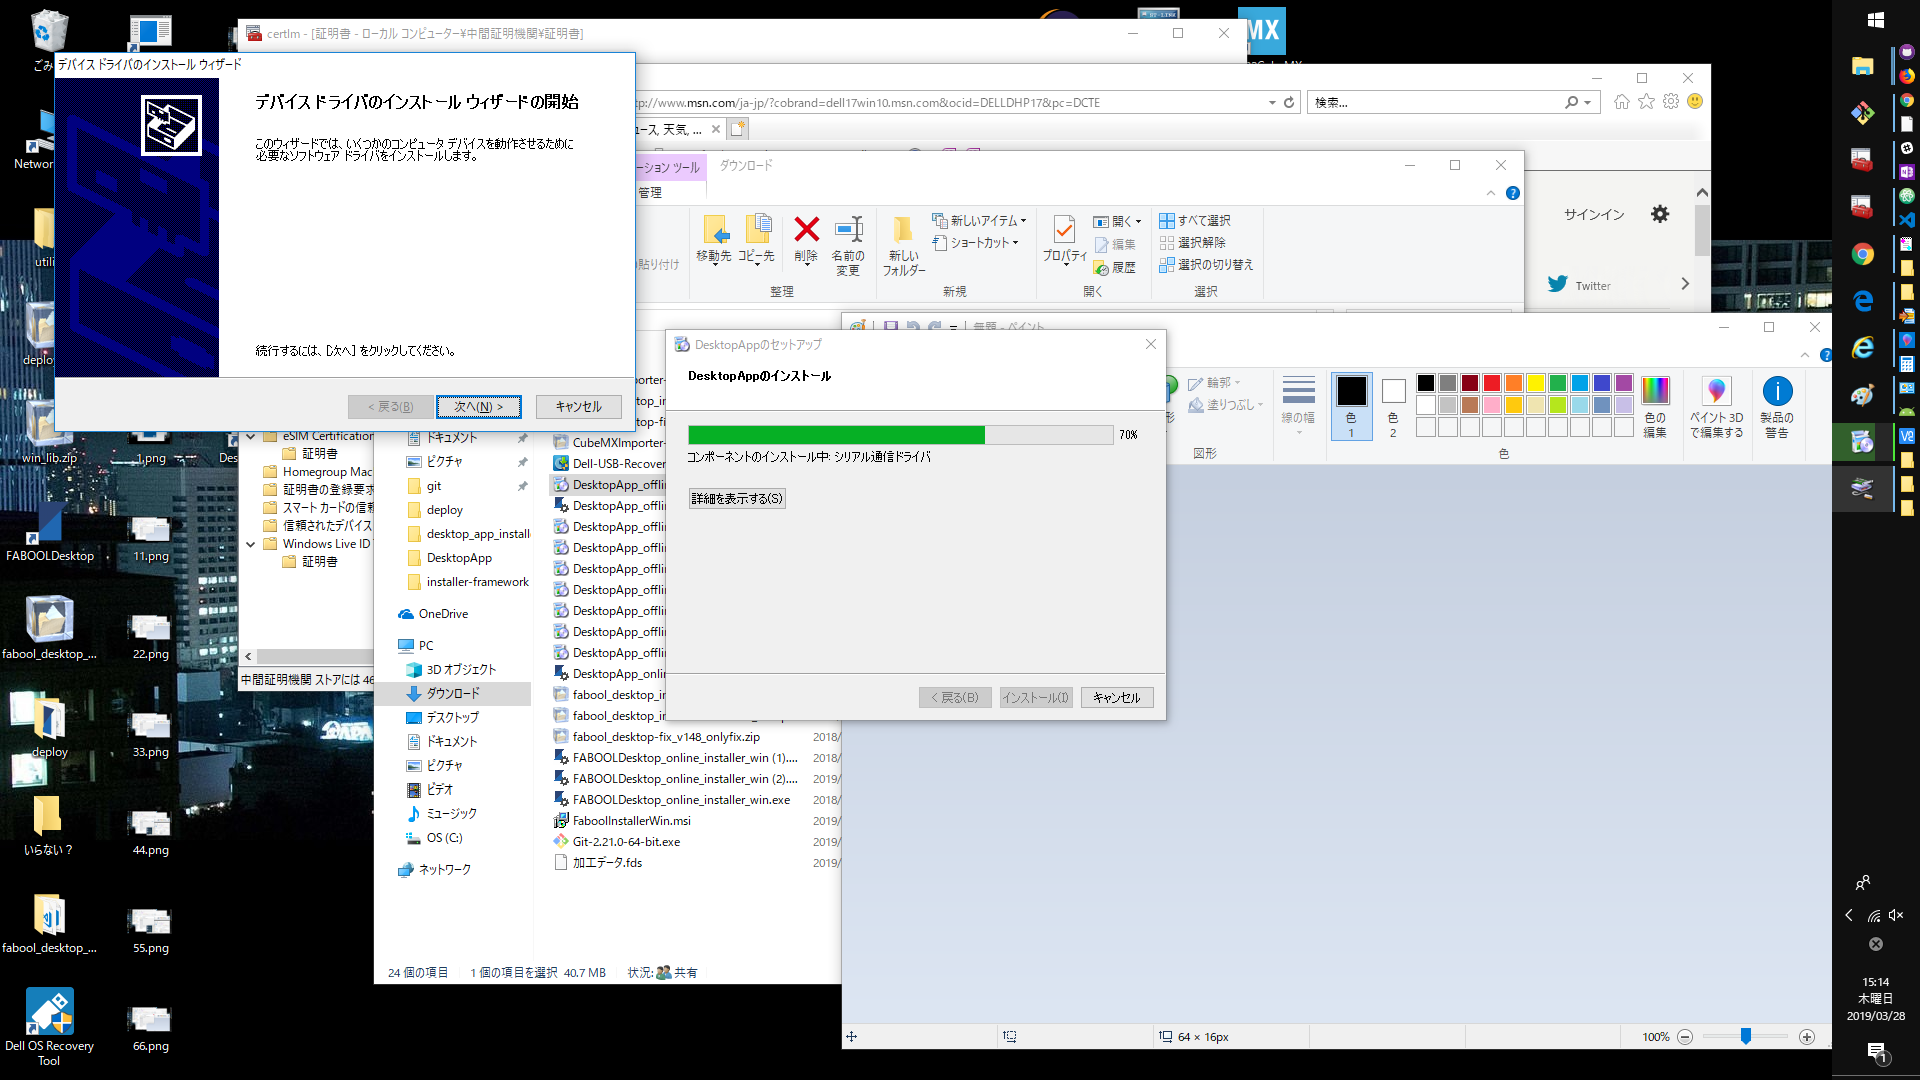 ごみ
Networ
utili
deplo
win_lib.zip
FABOOLDesktop
fabool_desktop_...
deploy
いらない？
fabool_desktop_...
Dell OS Recovery
Tool
1.png
Des
11.png
22.png
33.png
44.png
55.png
66.png
certlm - [証明書 - ローカル コンピューター¥中間証明機関¥証明書]
デバイス ドライバのインストール ウィザード
デバイス ドライバのインストール ウィザードの開始
このウィザードでは、いくつかのコンピュータ デバイスを動作させるために
必要なソフトウェア ドライバをインストールします。
続行するには、[次へ] をクリックしてください。
< 戻る(B)
次へ(N) >
キャンセル
eSIM Certification
証明書
Homegroup Mac
証明書の登録要求
スマート カードの信頼
信頼されたデバイス
Windows Live ID
証明書
中間証明機関 ストアには 46
tp://www.msn.com/ja-jp/?cobrand=dell17win10.msn.com&ocid=DELLDHP17&pc=DCTE
検索...
ュース, 天気, ...
サインイン
Twitter
MX
ーション ツール
ダウンロード
管理
貼り付け
移動先
コピー先
削除
名前の
変更
整理
新しい
フォルダー
新しいアイテム
ショートカット
新規
プロパティ
開く
編集
履歴
開く
すべて選択
選択解除
選択の切り替え
選択
ドキュメント
ピクチャ
git
deploy
desktop_app_install
DesktopApp
installer-framework
OneDrive
PC
3D オブジェクト
ダウンロード
デスクトップ
ドキュメント
ピクチャ
ビデオ
ミュージック
OS (C:)
ネットワーク
CubeMXImporter-
Dell-USB-Recover
DesktopApp_offli
DesktopApp_offli
DesktopApp_offli
DesktopApp_offli
DesktopApp_offli
DesktopApp_offli
DesktopApp_offli
DesktopApp_offli
DesktopApp_offli
DesktopApp_onlin
fabool_desktop_in
fabool_desktop_in
fabool_desktop-fix_v148_onlyfix.zip
2018/
FABOOLDesktop_online_installer_win (1)....
2018/
FABOOLDesktop_online_installer_win (2)....
2019/
FABOOLDesktop_online_installer_win.exe
2018/
FaboolInstallerWin.msi
2019/
Git-2.21.0-64-bit.exe
2019/
加工データ.fds
2019/
24 個の項目
1 個の項目を選択 40.7 MB
状況:
共有
DesktopAppのセットアップ
DesktopAppのインストール
70%
コンポーネントのインストール中: シリアル通信ドライバ
詳細を表示する(S)
< 戻る(B)
インストール(I)
キャンセル
無題 - ペイント
輪郭
塗りつぶし
図形
線の幅
色
1
色
2
色の
編集
色
ペイント 3D
で編集する
製品の
警告
64 × 16px
100%
15:14
木曜日
2019/03/28
1